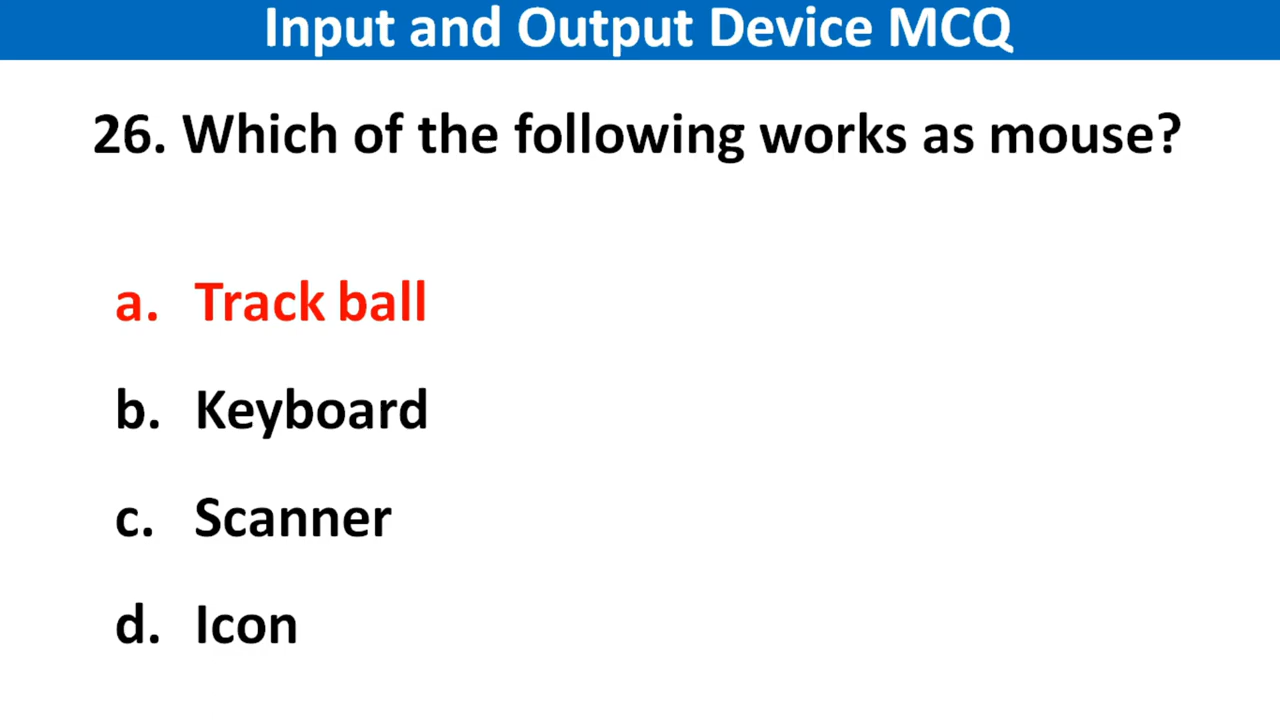 Input and Output Device MCQ
26. Which of the following works as mouse?
a. Track ball
b. Keyboard
c. Scanner
d. Icon